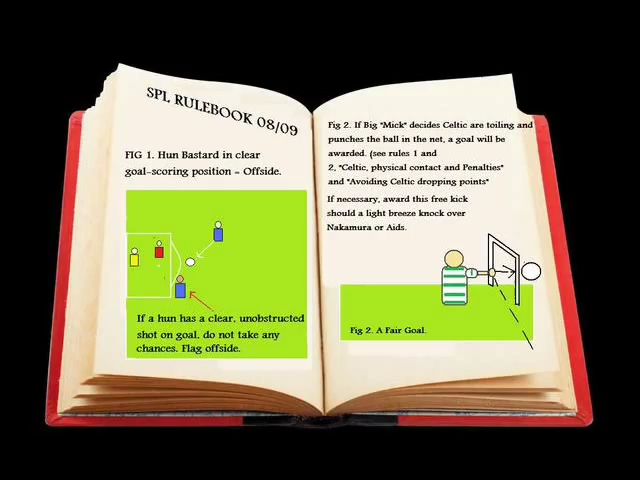 SPL RULEBOOK 08/09
FIG 1. Hun Bastard in clear
goal-scoring position - Offside.
If a hun has a clear, unobstructed
shot on goal, do not take any
chances. Flag offside.
Fig 2. If Big "Mick" decides Celtic are toiling and
punches the ball in the net, a goal will be
awarded. (see rules 1 and
2, "Celtic, physical contact and Penalties"
and "Avoiding Celtic dropping points"
If necessary, award this free kick
should a light breeze knock over
Nakamura or Aids.
Fig 2. A Fair Goal.